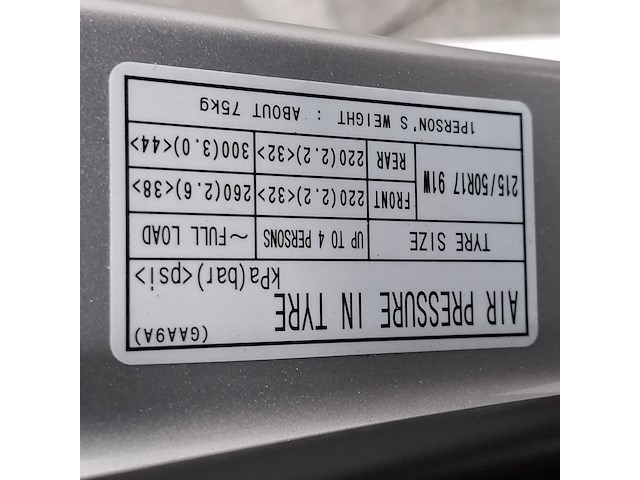 (GAA9A)
AIR PRESSURE IN TYRE
kPa(bar)<psi>
TYRE SIZE UP TO 4 PERSONS ~FULL LOAD
215/50R17 91W FRONT 220(2.2)<32> 260(2.6)<38>
REAR 220(2.2)<32> 300(3.0)<44>
1PERSON'S WEIGHT : ABOUT 75kg